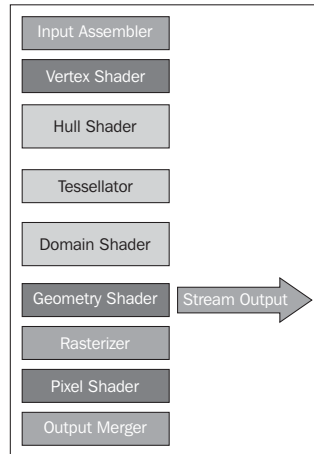 Input Assembler
Vertex Shader
Hull Shader
Tessellator
Domain Shader
Geometry Shader
Stream Output
Rasterizer
Pixel Shader
Output Merger